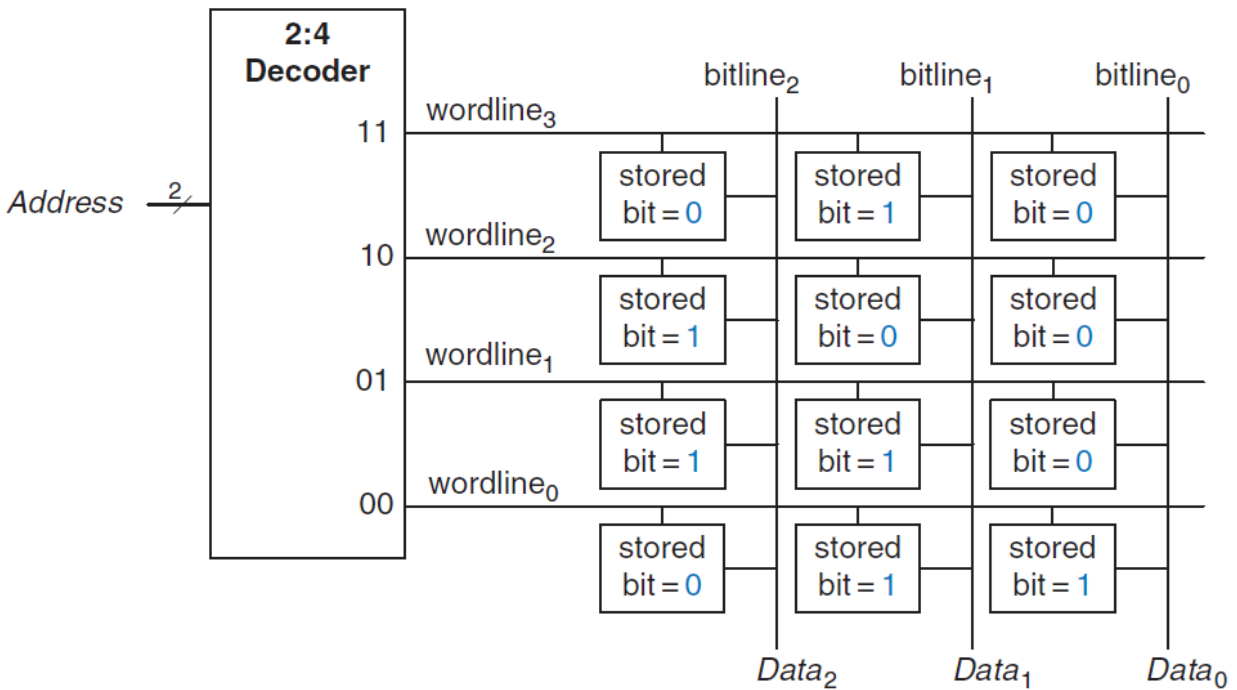 2:4
Decoder
bitline₂ bitline₁ bitline₀
wordline₃
11
stored stored stored
bit = 0 bit = 1 bit = 0
Address 2
wordline₂
10
stored stored stored
bit = 1 bit = 0 bit = 0
wordline₁
01
stored stored stored
bit = 1 bit = 1 bit = 0
wordline₀
00
stored stored stored
bit = 0 bit = 1 bit = 1
Data₂ Data₁ Data₀